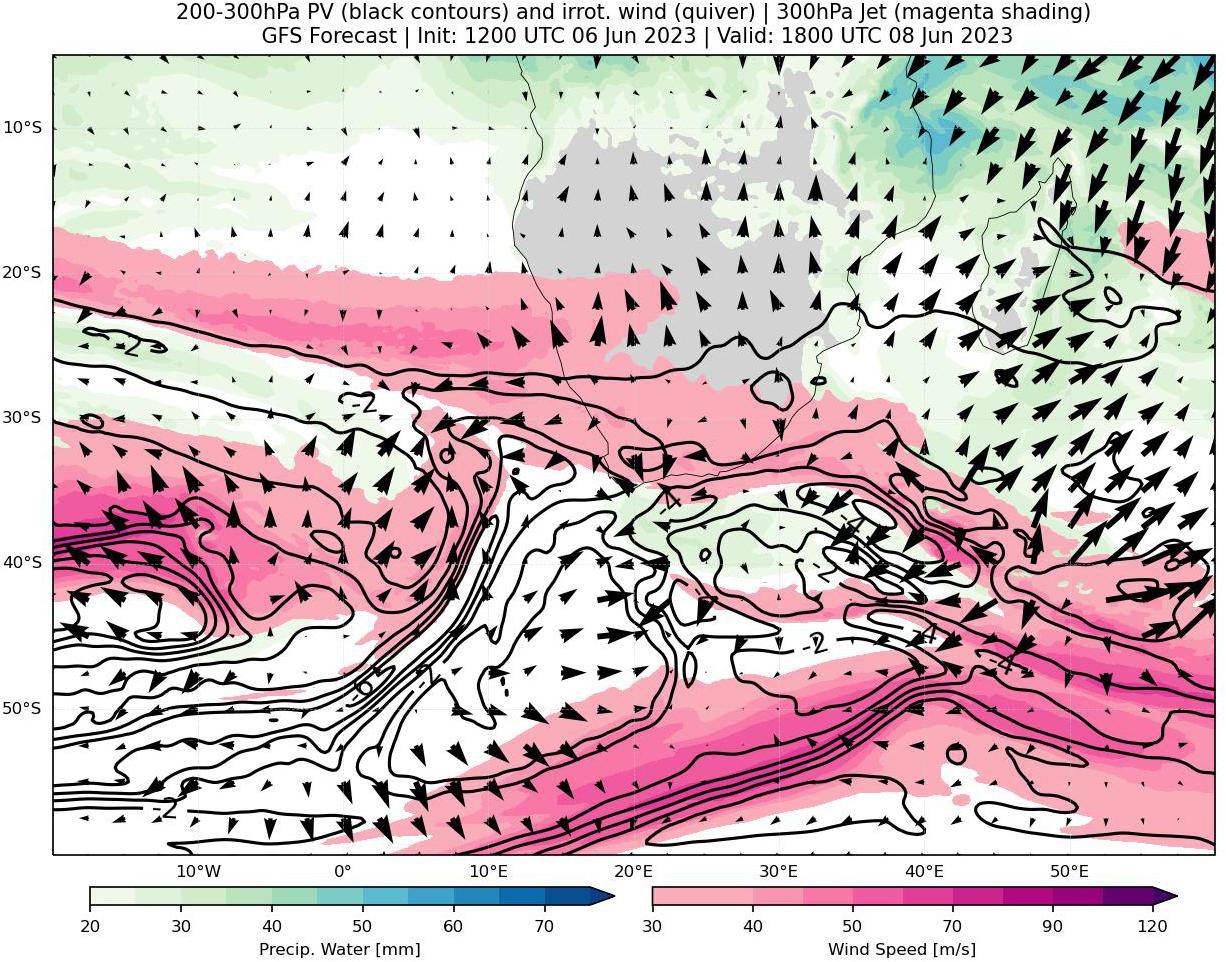 200-300hPa PV (black contours) and irrot. wind (quiver) | 300hPa Jet (magenta shading)
GFS Forecast | Init: 1200 UTC 06 Jun 2023 | Valid: 1800 UTC 08 Jun 2023
10°S
20°S
-2
-2
30°S
-4
-4
40°S
-2
-4
-2
-4
50°S
-2
10°W 0° 10°E 20°E 30°E 40°E 50°E
20 30 40 50 60 70
30 40 50 70 90 120
Precip. Water [mm]
Wind Speed [m/s]